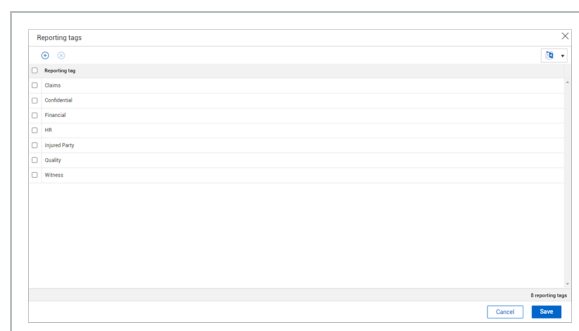 Reporting tags
Reporting tag
Claims
Confidential
Financial
HR
Injured Party
Quality
Witness
8 reporting tags
Cancel
Save